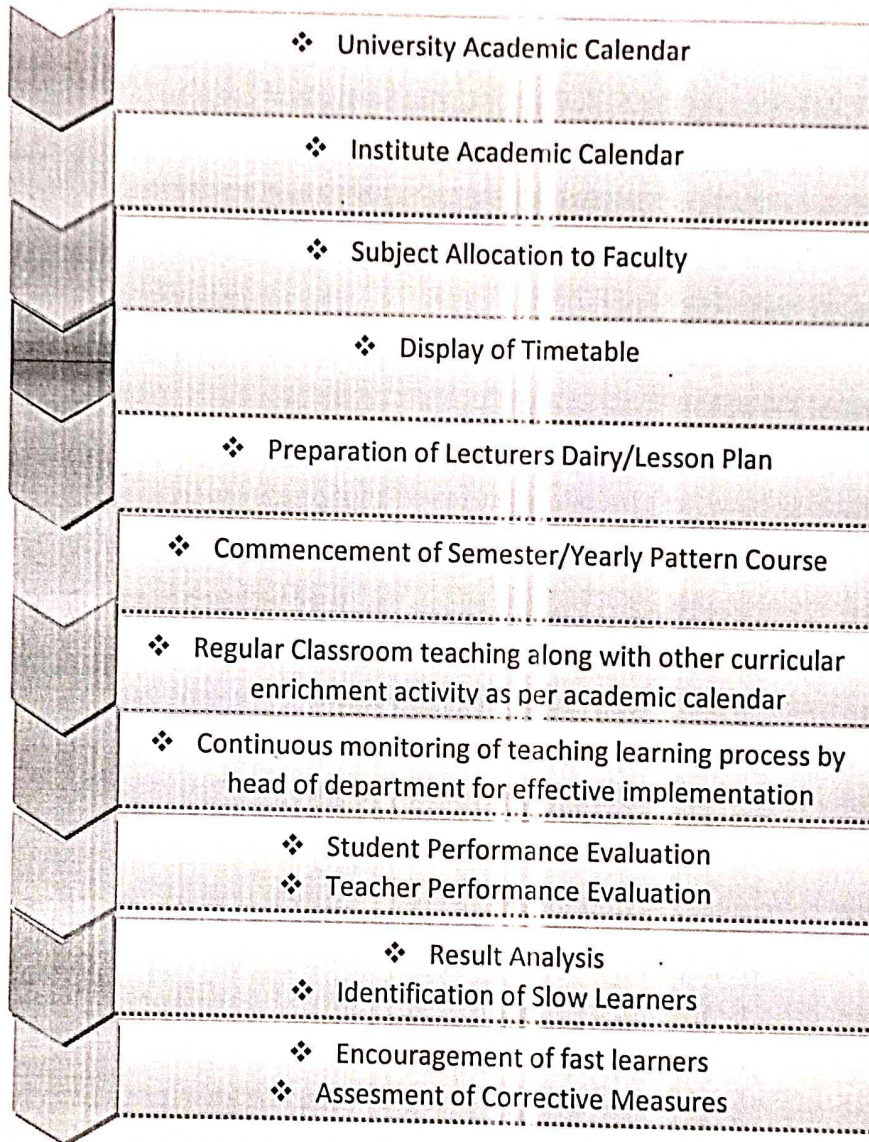 ❖ University Academic Calendar
❖ Institute Academic Calendar
❖ Subject Allocation to Faculty
❖ Display of Timetable
❖ Preparation of Lecturers Dairy/Lesson Plan
❖ Commencement of Semester/Yearly Pattern Course
❖ Regular Classroom teaching along with other curricular
enrichment activity as per academic calendar
❖ Continuous monitoring of teaching learning process by
head of department for effective implementation
❖ Student Performance Evaluation
❖ Teacher Performance Evaluation
❖ Result Analysis
❖ Identification of Slow Learners
❖ Encouragement of fast learners
❖ Assesment of Corrective Measures